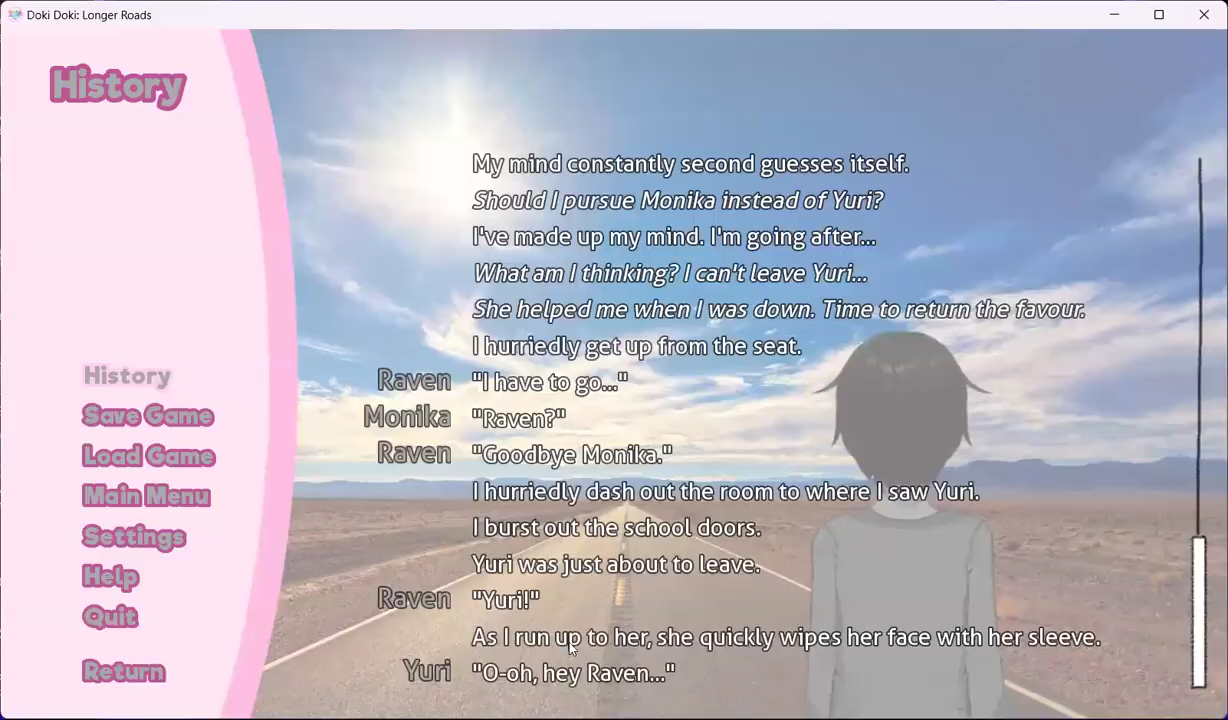 Doki Doki: Longer Roads
History
My mind constantly second guesses itself.
Should I pursue Monika instead of Yuri?
I've made up my mind. I'm going after...
What am I thinking? I can't leave Yuri...
She helped me when I was down. Time to return the favour.
I hurriedly get up from the seat.
Raven "I have to go..."
Monika "Raven?"
Raven "Goodbye Monika."
I hurriedly dash out the room to where I saw Yuri.
I burst out the school doors.
Yuri was just about to leave.
Raven "Yuri!"
As I run up to her, she quickly wipes her face with her sleeve.
Yuri "O-oh, hey Raven..."
History
Save Game
Load Game
Main Menu
Settings
Help
Quit
Return